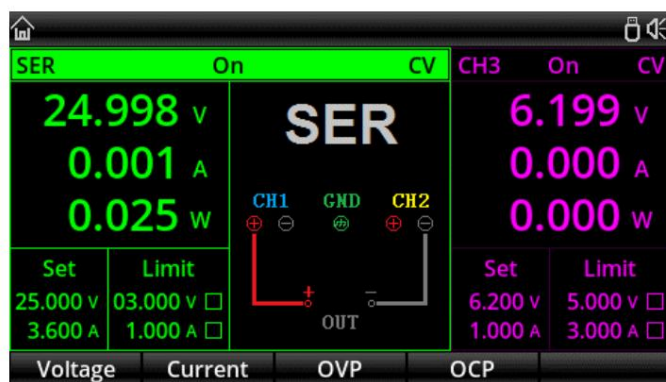 SER On CV
CH3 On CV
24.998 V
0.001 A
0.025 W
SER
CH1 GND CH2
+ -
OUT
6.199 V
0.000 A
0.000 W
Set Limit
25.000 V 03.000 V
3.600 A 1.000 A
Set Limit
6.200 V 5.000 V
1.000 A 3.000 A
Voltage Current OVP OCP